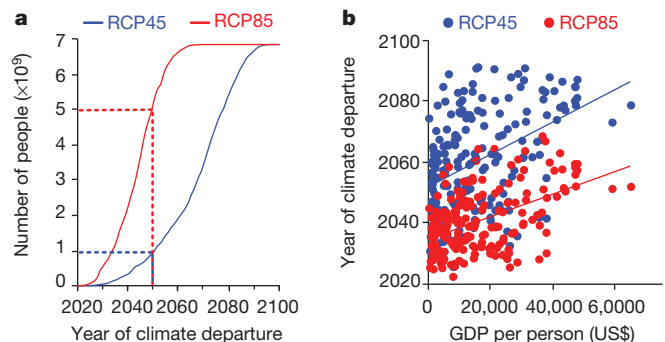 a
RCP45 RCP85
Number of people (×10⁹)
7
6
5
4
3
2
1
0
2020 2040 2060 2080 2100
Year of climate departure
b
RCP45 RCP85
Year of climate departure
2100
2080
2060
2040
2020
0 20,000 40,000 6,0000
GDP per person (US$)